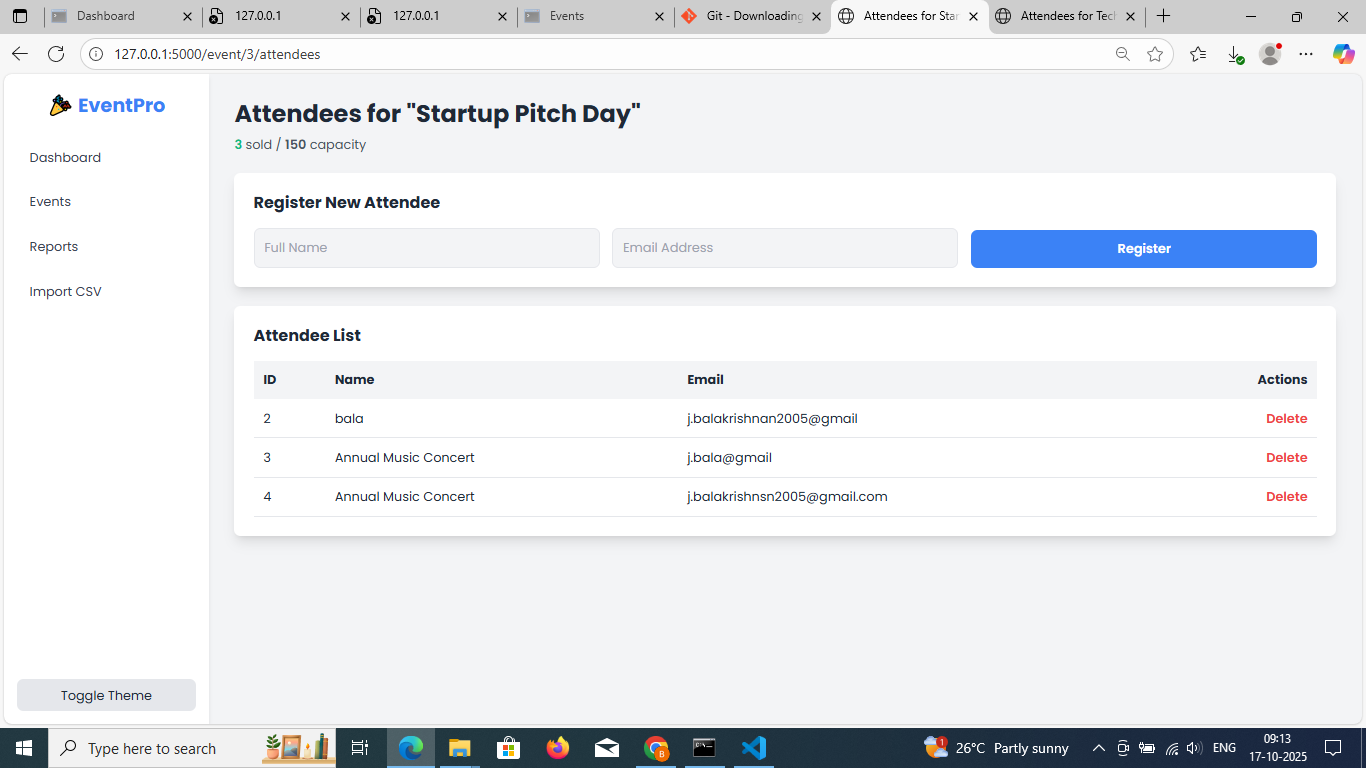 Dashboard
127.0.0.1
127.0.0.1
Events
Git - Downloading
Attendees for Star
Attendees for Tech
127.0.0.1:5000/event/3/attendees
EventPro
Dashboard
Events
Reports
Import CSV
Toggle Theme
Attendees for "Startup Pitch Day"
3 sold / 150 capacity
Register New Attendee
Full Name
Email Address
Register
Attendee List
ID Name Email Actions
2 bala j.balakrishnan2005@gmail Delete
3 Annual Music Concert j.bala@gmail Delete
4 Annual Music Concert j.balakrishnsn2005@gmail.com Delete
Type here to search
1
26°C Partly sunny
ENG
09:13
17-10-2025